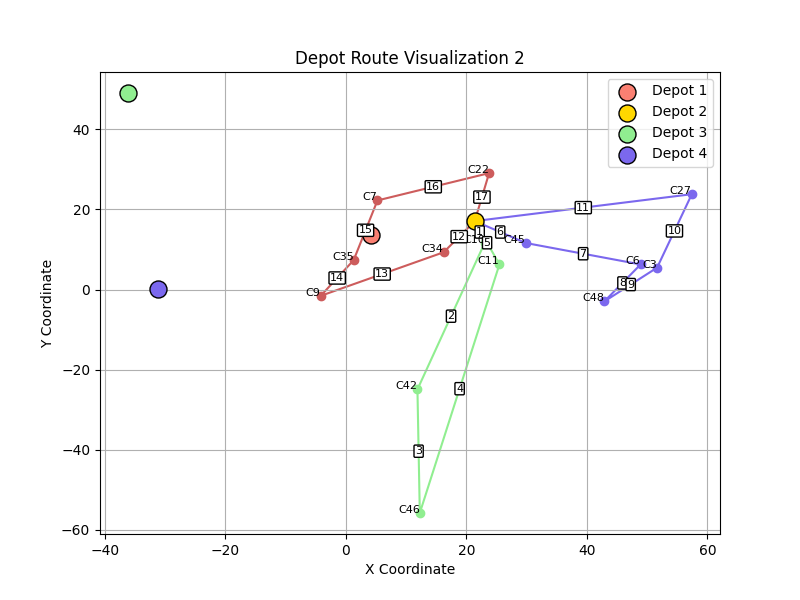 Depot Route Visualization 2
Depot 1
Depot 2
Depot 3
Depot 4
Y Coordinate
40
20
0
−20
−40
−60
C22
C7
16
17
C27
11
15
12
1
6
5
C45
10
C35
C34
C11
7
C6
C3
14
13
8
9
C9
C48
2
C42
4
3
C46
−40
−20
0
20
40
60
X Coordinate